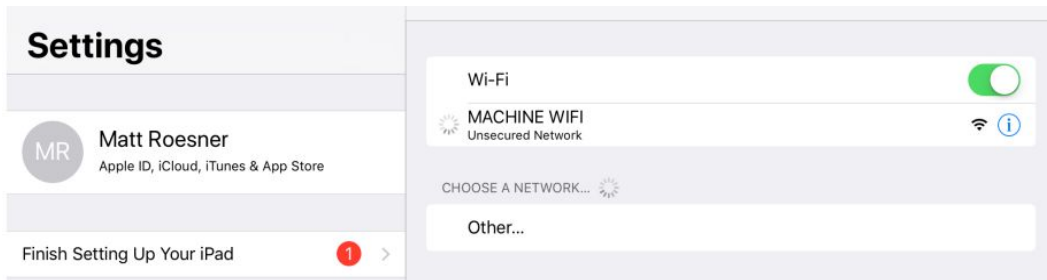 Settings
MR
Matt Roesner
Apple ID, iCloud, iTunes & App Store
Finish Setting Up Your iPad 1
Wi-Fi
MACHINE WIFI
Unsecured Network
CHOOSE A NETWORK...
Other...